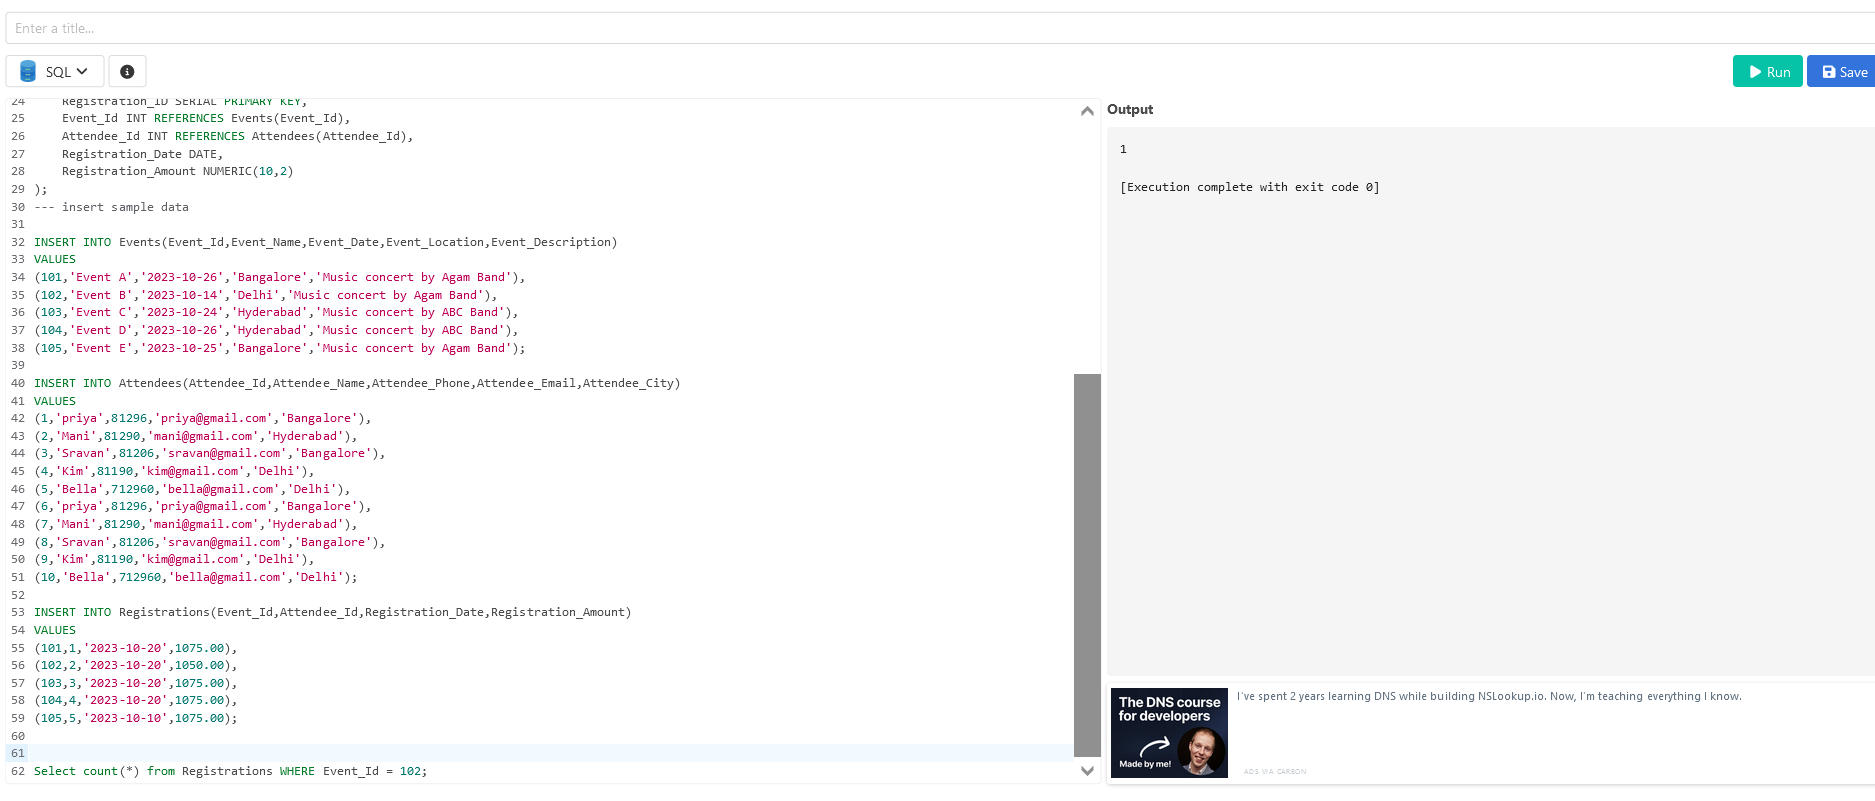 Enter a title...
SQL
Run
Save
24 Registration_ID SERIAL PRIMARY KEY,
25 Event_Id INT REFERENCES Events(Event_Id),
26 Attendee_Id INT REFERENCES Attendees(Attendee_Id),
27 Registration_Date DATE,
28 Registration_Amount NUMERIC(10,2)
29 );
30 --- insert sample data
31
32 INSERT INTO Events(Event_Id,Event_Name,Event_Date,Event_Location,Event_Description)
33 VALUES
34 (101,'Event A','2023-10-26','Bangalore','Music concert by Agam Band'),
35 (102,'Event B','2023-10-14','Delhi','Music concert by Agam Band'),
36 (103,'Event C','2023-10-24','Hyderabad','Music concert by ABC Band'),
37 (104,'Event D','2023-10-26','Hyderabad','Music concert by ABC Band'),
38 (105,'Event E','2023-10-25','Bangalore','Music concert by Agam Band');
39
40 INSERT INTO Attendees(Attendee_Id,Attendee_Name,Attendee_Phone,Attendee_Email,Attendee_City)
41 VALUES
42 (1,'priya',81296,'priya@gmail.com','Bangalore'),
43 (2,'Mani',81290,'mani@gmail.com','Hyderabad'),
44 (3,'Sravan',81206,'sravan@gmail.com','Bangalore'),
45 (4,'Kim',81190,'kim@gmail.com','Delhi'),
46 (5,'Bella',712960,'bella@gmail.com','Delhi'),
47 (6,'priya',81296,'priya@gmail.com','Bangalore'),
48 (7,'Mani',81290,'mani@gmail.com','Hyderabad'),
49 (8,'Sravan',81206,'sravan@gmail.com','Bangalore'),
50 (9,'Kim',81190,'kim@gmail.com','Delhi'),
51 (10,'Bella',712960,'bella@gmail.com','Delhi');
52
53 INSERT INTO Registrations(Event_Id,Attendee_Id,Registration_Date,Registration_Amount)
54 VALUES
55 (101,1,'2023-10-20',1075.00),
56 (102,2,'2023-10-20',1050.00),
57 (103,3,'2023-10-20',1075.00),
58 (104,4,'2023-10-20',1075.00),
59 (105,5,'2023-10-10',1075.00);
60
61
62 Select count(*) from Registrations WHERE Event_Id = 102;
Output
1
[Execution complete with exit code 0]
The DNS course
for developers
Made by me!
I've spent 2 years learning DNS while building NSLookup.io. Now, I'm teaching everything I know.
ADS VIA CARBON